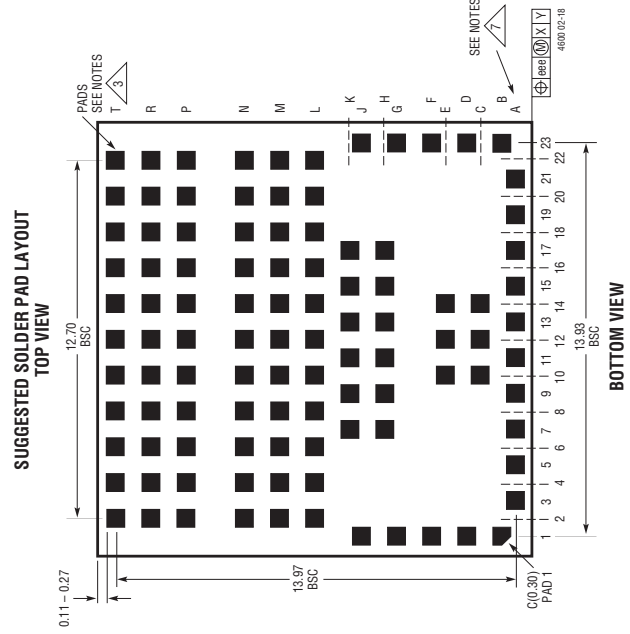 SUGGESTED SOLDER PAD LAYOUT
TOP VIEW
12.70
BSC
PADS
SEE NOTES
3
T
R
P
N
M
L
K
J
H
G
F
E
D
C
B
A
SEE NOTES
7
⌖ eee Ⓜ X Y
4600 02-18
0.11 – 0.27
13.97
BSC
C(0.30)
PAD 1
1 2 3 4 5 6 7 8 9 10 11 12 13 14 15 16 17 18 19 20 21 22 23
13.93
BSC
BOTTOM VIEW